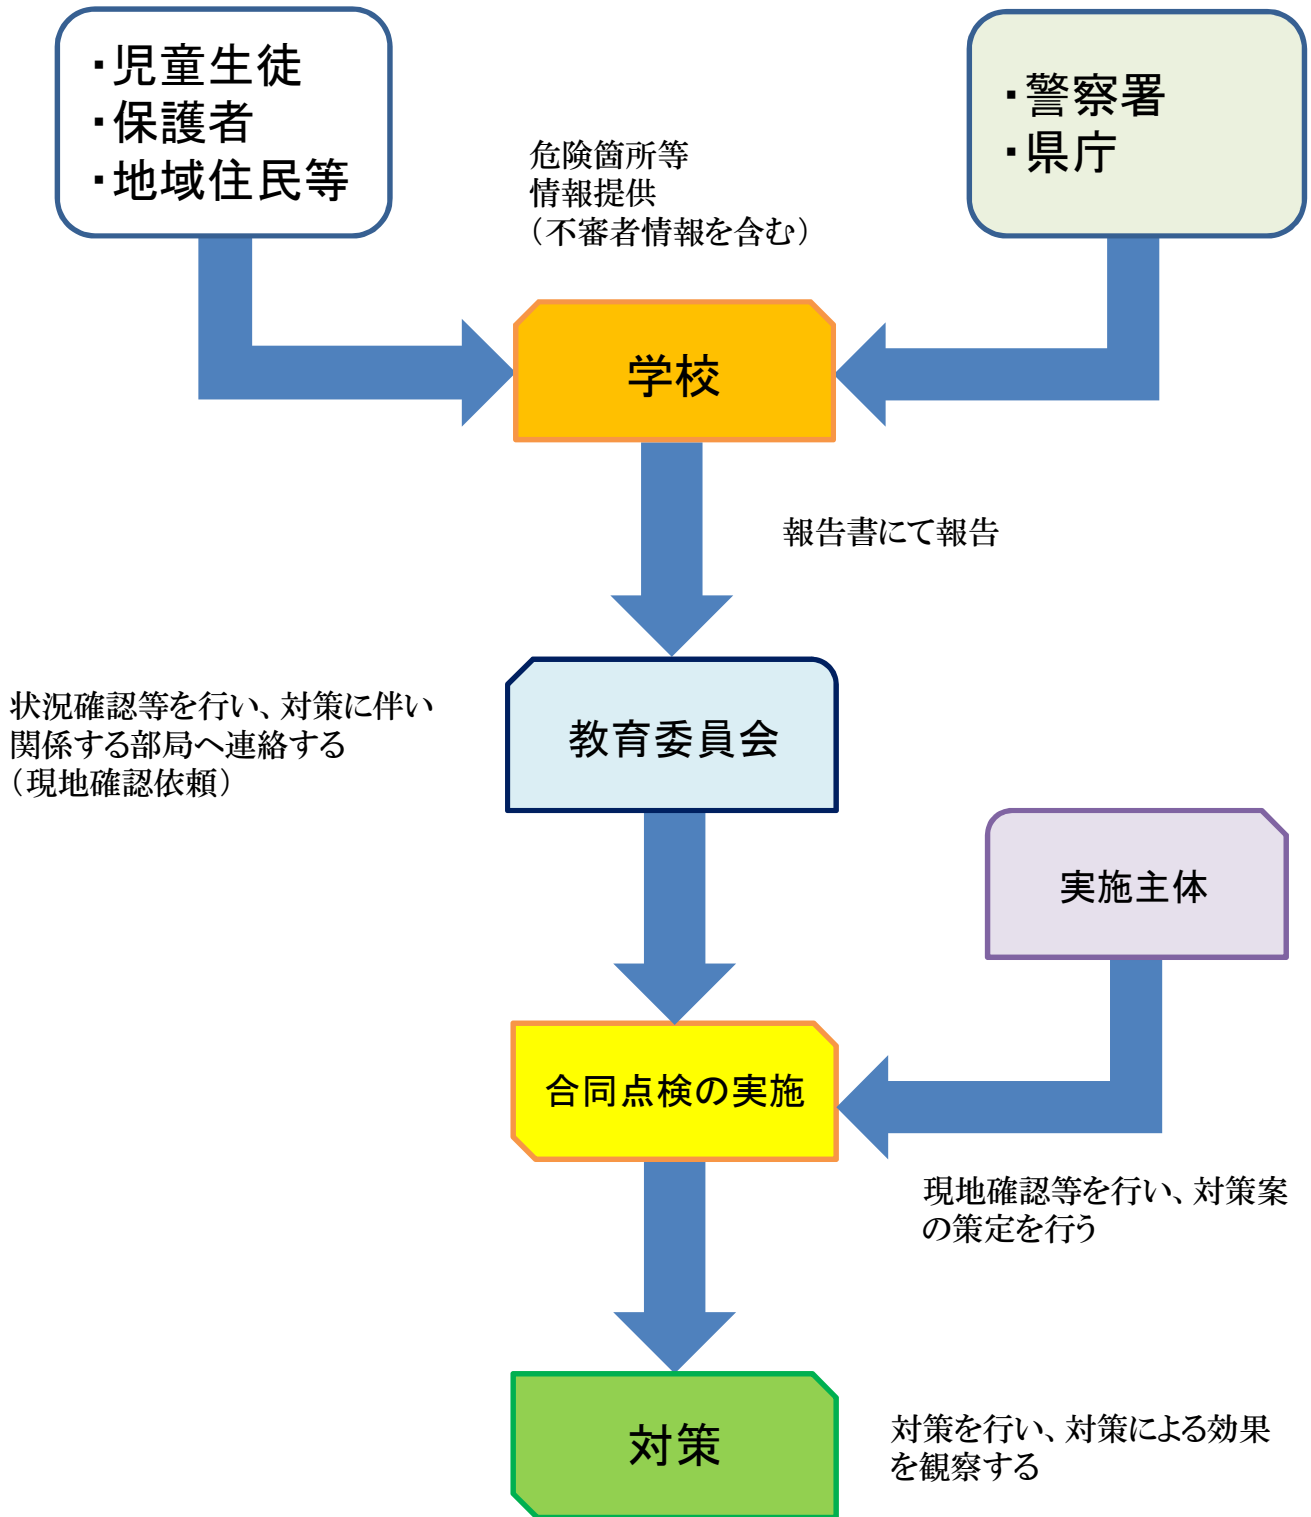 ・児童生徒
・保護者
・地域住民等
・警察署
・県庁
危険箇所等
情報提供
（不審者情報を含む）
学校
報告書にて報告
状況確認等を行い、対策に伴い
関係する部局へ連絡する
（現地確認依頼）
教育委員会
実施主体
合同点検の実施
現地確認等を行い、対策案
の策定を行う
対策
対策を行い、対策による効果
を観察する